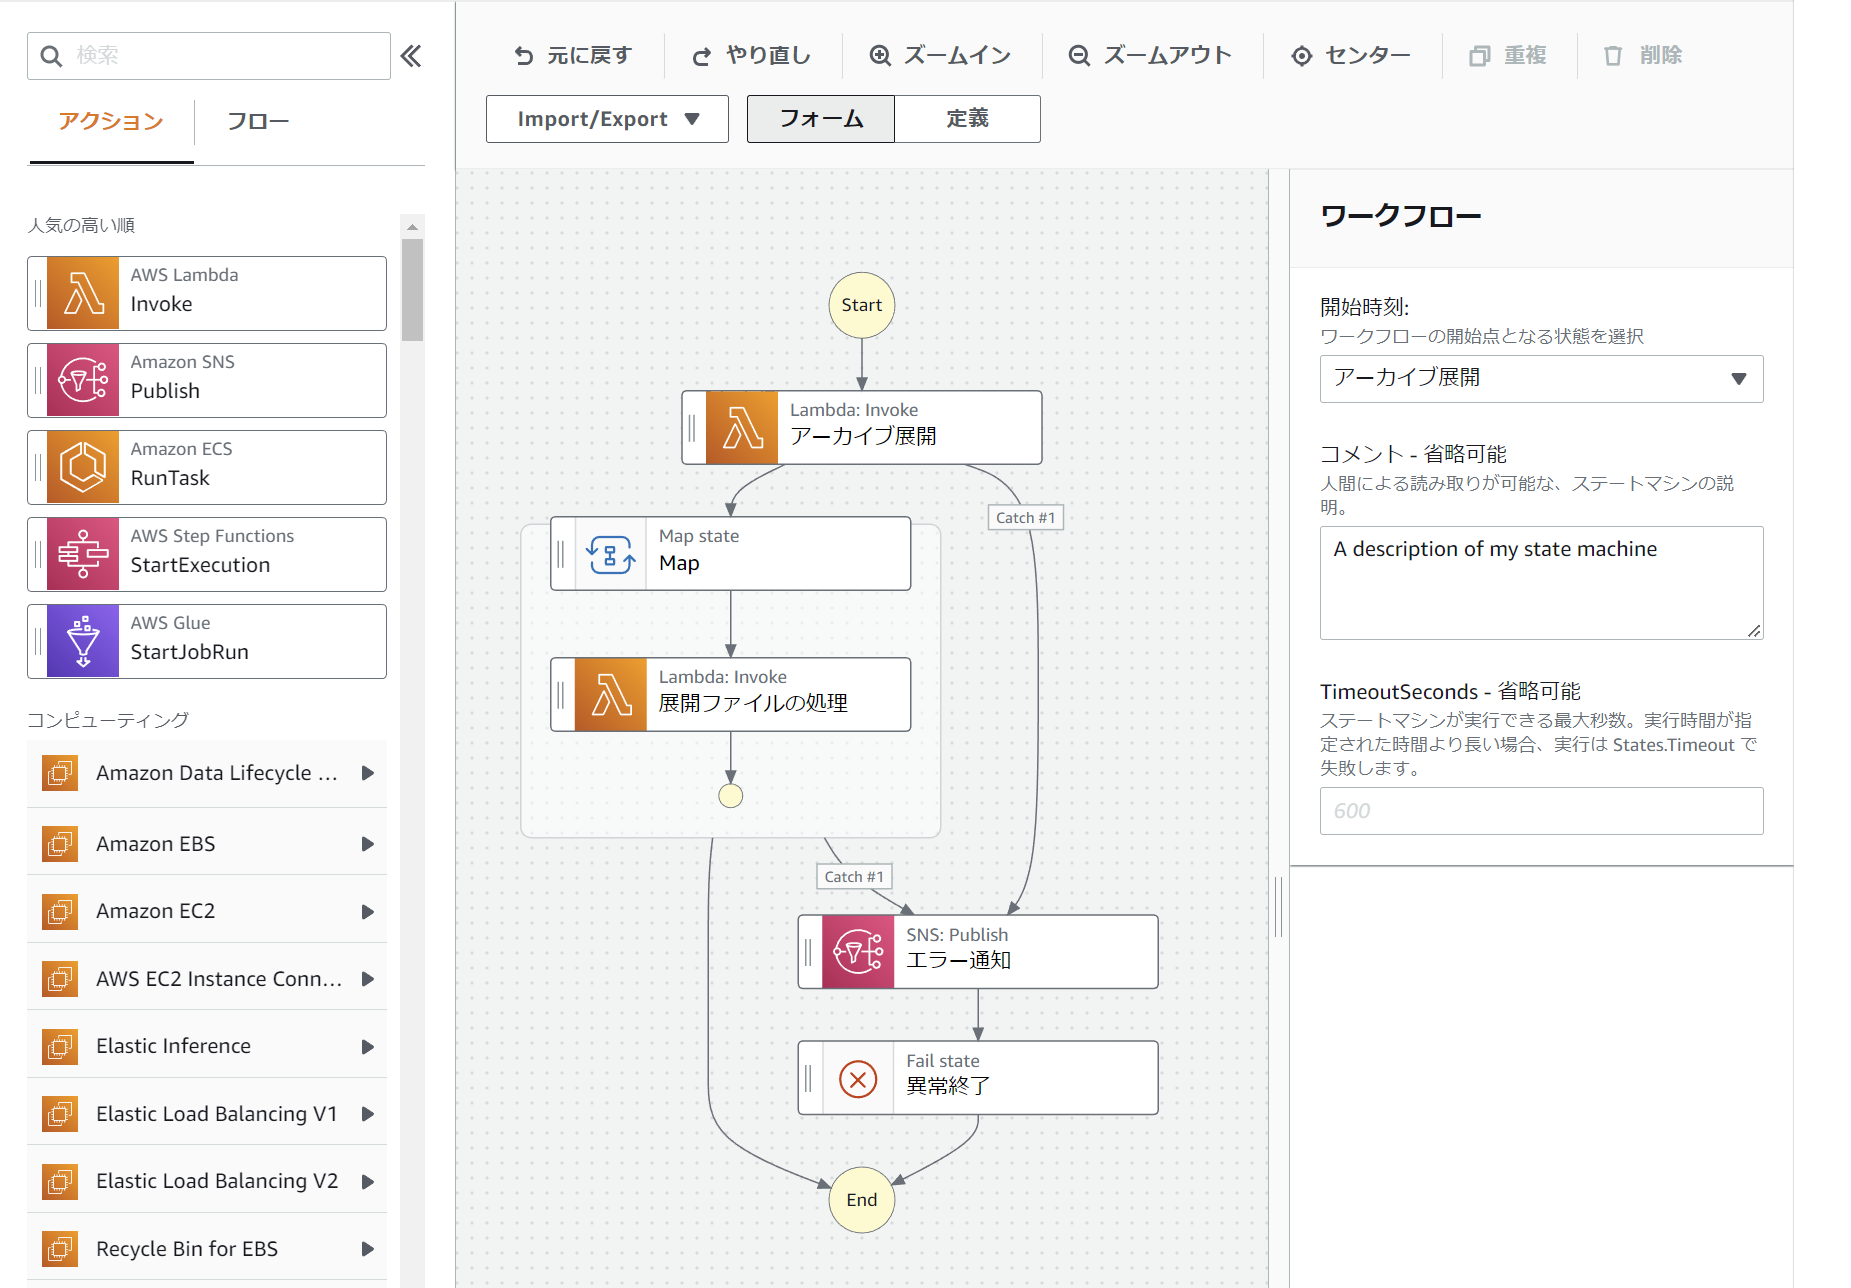 検索
アクション
フロー
人気の高い順
AWS Lambda
Invoke
Amazon SNS
Publish
Amazon ECS
RunTask
AWS Step Functions
StartExecution
AWS Glue
StartJobRun
コンピューティング
Amazon Data Lifecycle ...
Amazon EBS
Amazon EC2
AWS EC2 Instance Conn...
Elastic Inference
Elastic Load Balancing V1
Elastic Load Balancing V2
Recycle Bin for EBS
元に戻す
やり直し
ズームイン
ズームアウト
センター
重複
削除
Import/Export
フォーム
定義
Start
Lambda: Invoke
アーカイブ展開
Catch #1
Map state
Map
Lambda: Invoke
展開ファイルの処理
Catch #1
SNS: Publish
エラー通知
Fail state
異常終了
End
ワークフロー
開始時刻:
ワークフローの開始点となる状態を選択
アーカイブ展開
コメント - 省略可能
人間による読み取りが可能な、ステートマシンの説
明。
A description of my state machine
TimeoutSeconds - 省略可能
ステートマシンが実行できる最大秒数。実行時間が指
定された時間より長い場合、実行は States.Timeout で
失敗します。
600